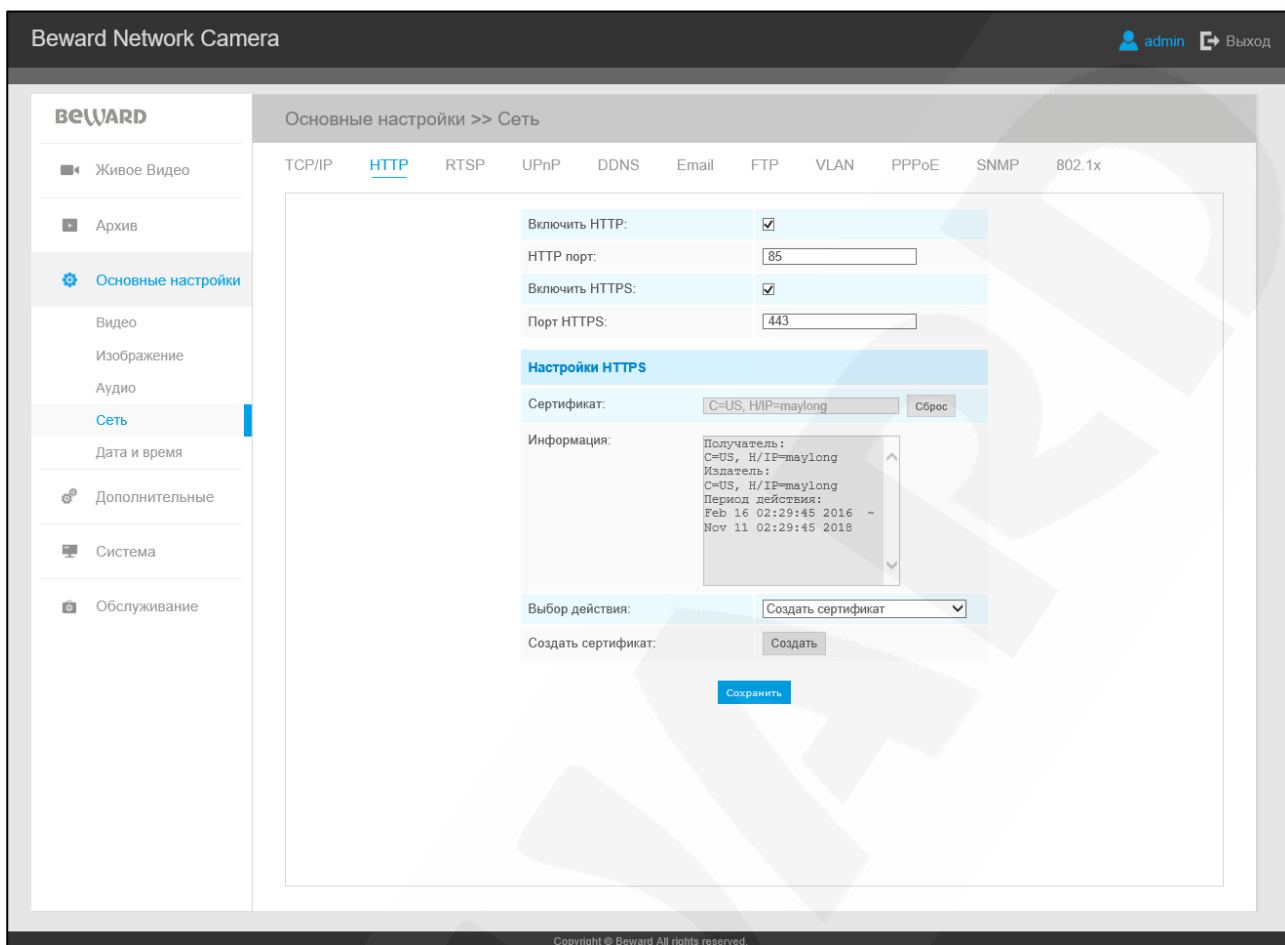 Beward Network Camera
admin
Выход
BEWARD
Основные настройки >> Сеть
Живое Видео
Архив
Основные настройки
Видео
Изображение
Аудио
Сеть
Дата и время
Дополнительные
Система
Обслуживание
TCP/IP HTTP RTSP UPnP DDNS Email FTP VLAN PPPoE SNMP 802.1x
Включить HTTP:
HTTP порт: 85
Включить HTTPS:
Порт HTTPS: 443
Настройки HTTPS
Сертификат: C=US, H/IP=maylong Сброс
Информация:
Получатель:
C=US, H/IP=maylong
Издатель:
C=US, H/IP=maylong
Период действия:
Feb 16 02:29:45 2016 ~
Nov 11 02:29:45 2018
Выбор действия: Создать сертификат
Создать сертификат: Создать
Сохранить
Copyright © Beward All rights reserved.